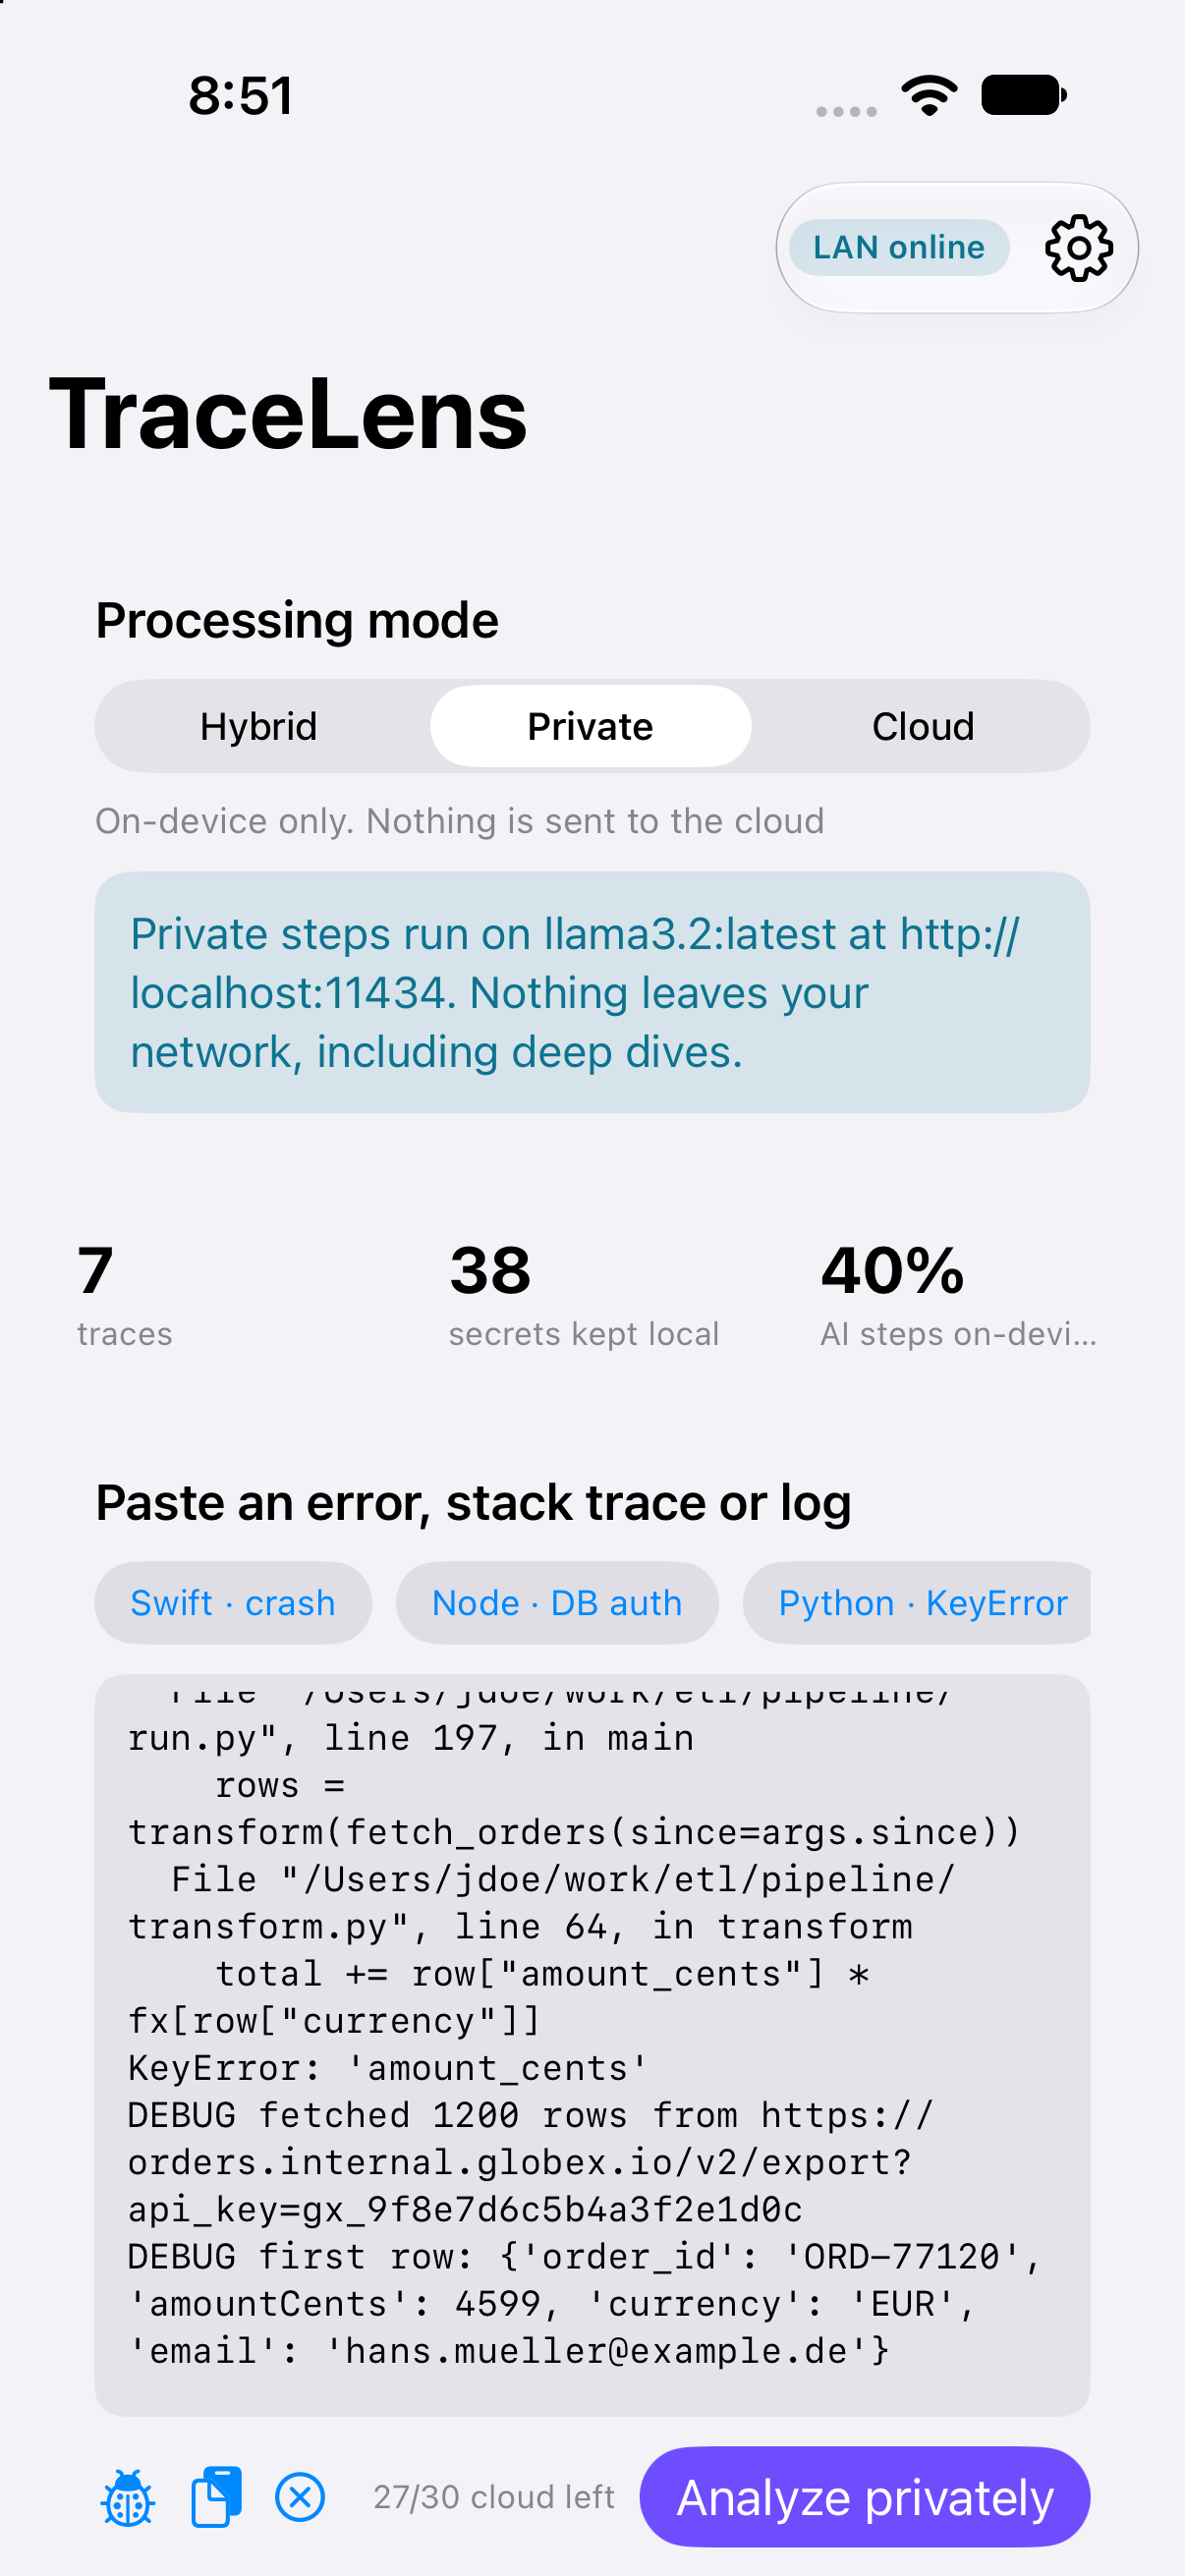 8:51
LAN online
TraceLens
Processing mode
Hybrid
Private
Cloud
On-device only. Nothing is sent to the cloud
Private steps run on llama3.2:latest at http://
localhost:11434. Nothing leaves your
network, including deep dives.
7
traces
38
secrets kept local
40%
AI steps on-devi...
Paste an error, stack trace or log
Swift · crash
Node · DB auth
Python · KeyError
  File "/Users/jdoe/work/etl/pipeline/
run.py", line 197, in main
    rows =
transform(fetch_orders(since=args.since))
  File "/Users/jdoe/work/etl/pipeline/
transform.py", line 64, in transform
    total += row["amount_cents"] *
fx[row["currency"]]
KeyError: 'amount_cents'
DEBUG fetched 1200 rows from https://
orders.internal.globex.io/v2/export?
api_key=gx_9f8e7d6c5b4a3f2e1d0c
DEBUG first row: {'order_id': 'ORD-77120',
'amountCents': 4599, 'currency': 'EUR',
'email': 'hans.mueller@example.de'}
27/30 cloud left
Analyze privately